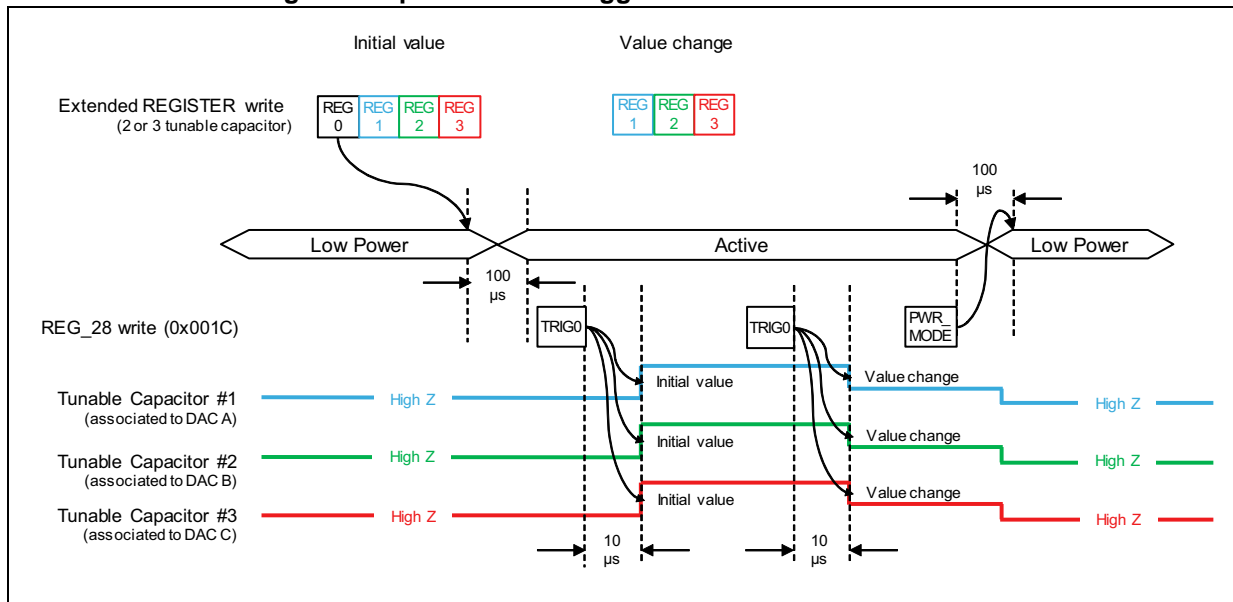 Initial value
Value change
Extended REGISTER write
(2 or 3 tunable capacitor)
REG 0
REG 1
REG 2
REG 3
REG 1
REG 2
REG 3
100
µs
Low Power
Active
Low Power
100
µs
REG_28 write (0x001C)
TRIG0
TRIG0
PWR_
MODE
Tunable Capacitor #1
(associated to DAC A)
High Z
Initial value
Value change
High Z
Tunable Capacitor #2
(associated to DAC B)
High Z
Initial value
Value change
High Z
Tunable Capacitor #3
(associated to DAC C)
High Z
Initial value
Value change
High Z
10
µs
10
µs